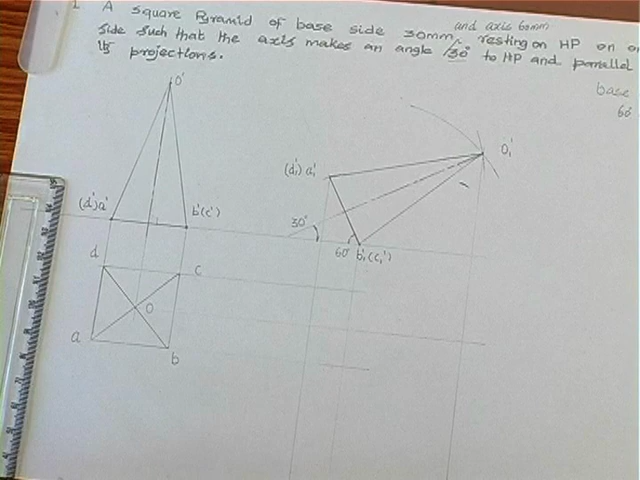 1. A Square Pyramid of base side 30mm and axis 60mm resting on HP on
side such that the axis makes an angle 30° to HP and parallel
its projections.
base
60
o'
o1'
(d1') a1'
(d') a'
b'(c')
30°
60 b1'(c1')
d
c
o
a
b